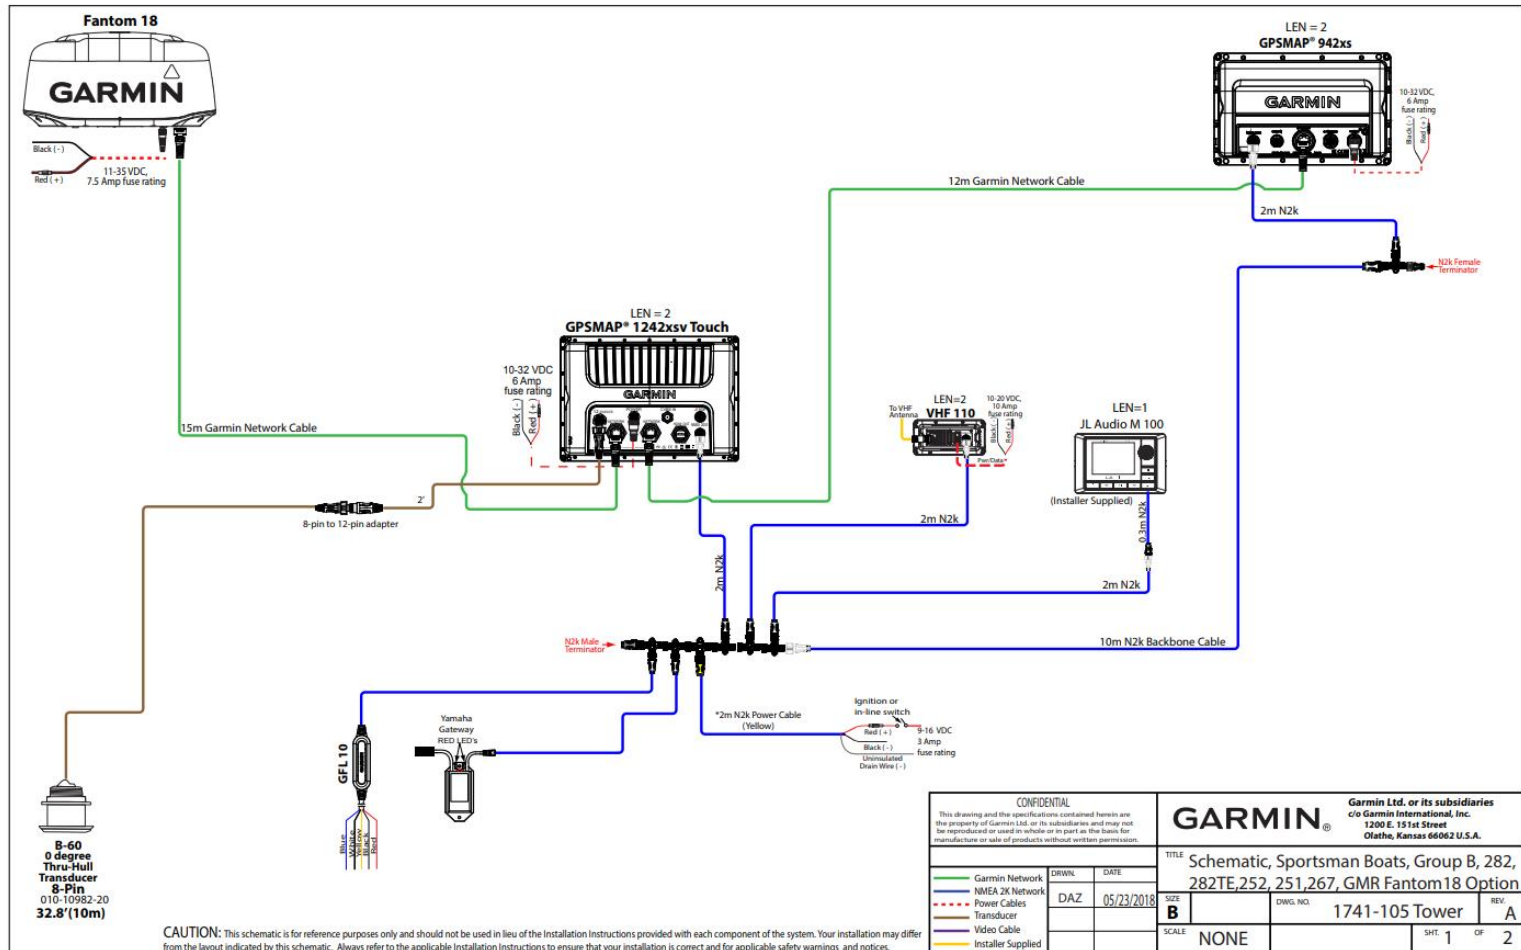 Fantom 18
GARMIN
Black ( - )
Red ( + )
11-35 VDC,
7.5 Amp fuse rating
LEN = 2
GPSMAP® 942xs
GARMIN
10-32 VDC,
6 Amp
fuse rating
Black ( - )
Red ( + )
12m Garmin Network Cable
2m N2k
N2k Female
Terminator
LEN = 2
GPSMAP® 1242xsv Touch
10-32 VDC
6 Amp
fuse rating
Black ( - )
Red ( + )
GARMIN
15m Garmin Network Cable
2'
8-pin to 12-pin adapter
To VHF
Antenna
LEN=2
VHF 110
10-20 VDC,
10 Amp
fuse rating
Black( - )
Red( + )
Pwr/Data*
LEN=1
JL Audio M 100
(Installer Supplied)
0.3m N2k
2m N2k
2m N2k
2m N2k
N2k Male
Terminator
10m N2k Backbone Cable
*2m N2k Power Cable
(Yellow)
Ignition or
in-line switch
Red ( + )
Black ( - )
Uninsulated
Drain Wire ( - )
9-16 VDC
3 Amp
fuse rating
Yamaha
Gateway
RED LED's
GFL 10
Blue
White
Yellow
Black
Red
B-60
0 degree
Thru-Hull
Transducer
8-Pin
010-10982-20
32.8'(10m)
CONFIDENTIAL
This drawing and the specifications contained herein are
the property of Garmin Ltd. or its subsidiaries and may not
be reproduced or used in whole or in part as the basis for
manufacture or sale of products without written permission.
GARMIN®
Garmin Ltd. or its subsidiaries
c/o Garmin International, Inc.
1200 E. 151st Street
Olathe, Kansas 66062 U.S.A.
TITLE Schematic, Sportsman Boats, Group B, 282,
282TE,252, 251,267, GMR Fantom18 Option
Garmin Network
NMEA 2K Network
Power Cables
Transducer
Video Cable
Installer Supplied
DRWN. DATE
DAZ 05/23/2018
SIZE B
DWG. NO. 1741-105 Tower
REV. A
SCALE NONE
SHT. 1 OF 2
CAUTION: This schematic is for reference purposes only and should not be used in lieu of the Installation Instructions provided with each component of the system. Your installation may differ
from the layout indicated by this schematic. Always refer to the applicable Installation Instructions to ensure that your installation is correct and for applicable safety warnings and notices.